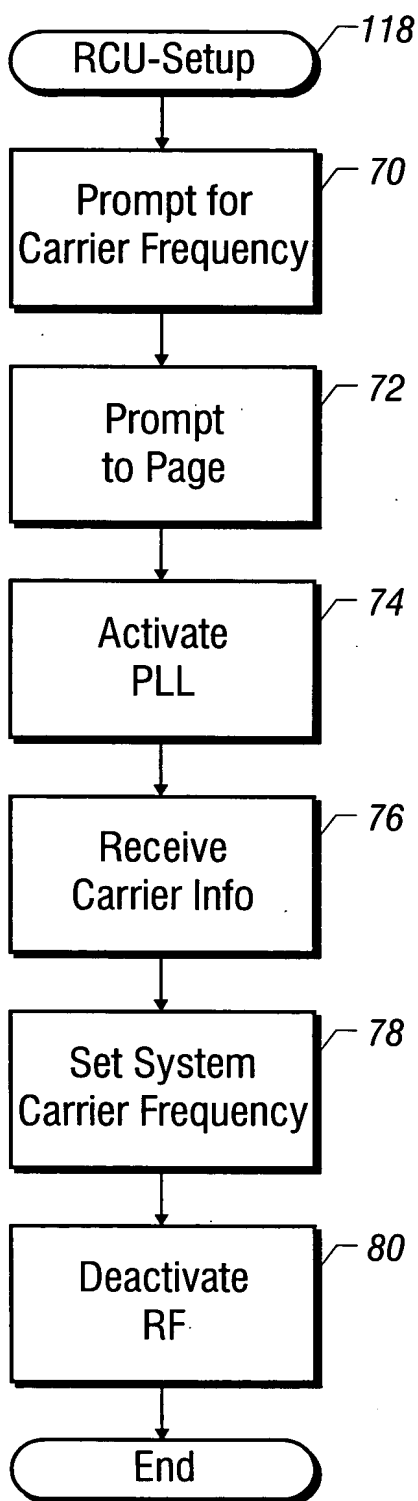 RCU-Setup
118
70
Prompt for
Carrier Frequency
72
Prompt
to Page
74
Activate
PLL
76
Receive
Carrier Info
78
Set System
Carrier Frequency
80
Deactivate
RF
End